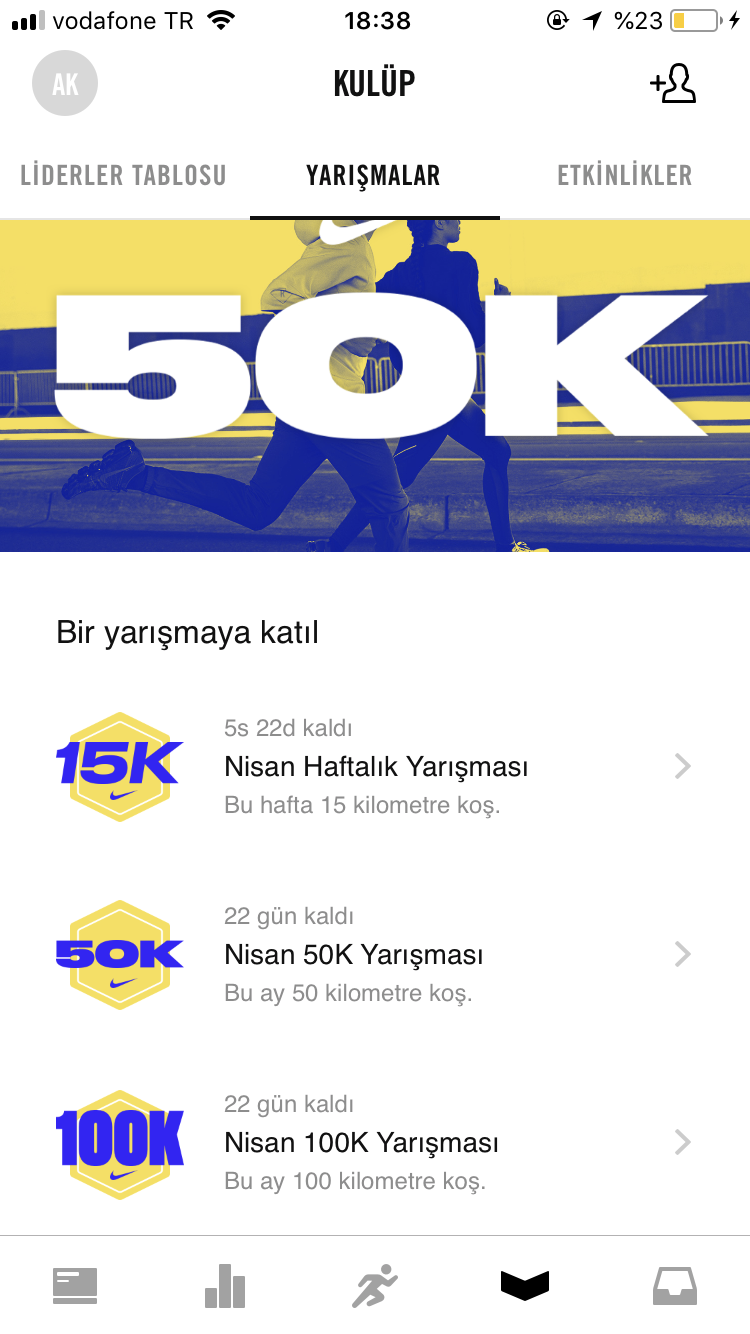 vodafone TR
18:38
%23
AK
KULÜP
LİDERLER TABLOSU
YARIŞMALAR
ETKİNLİKLER
50K
Bir yarışmaya katıl
15K
5s 22d kaldı
Nisan Haftalık Yarışması
Bu hafta 15 kilometre koş.
50K
22 gün kaldı
Nisan 50K Yarışması
Bu ay 50 kilometre koş.
100K
22 gün kaldı
Nisan 100K Yarışması
Bu ay 100 kilometre koş.